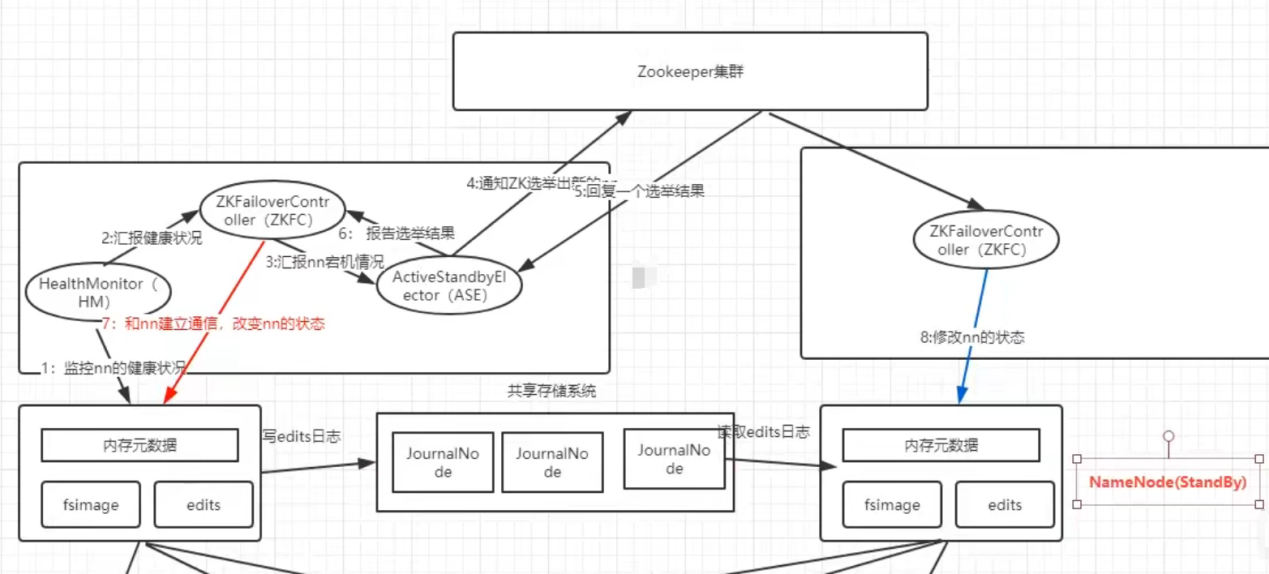 Zookeeper集群
ZKFailoverContr
oller（ZKFC）
4:通知ZK选举出新的
5:回复一个选举结果
2:汇报健康状况
6： 报告选举结果
3:汇报nn宕机情况
HealthMonitor（
HM）
ActiveStandbyEl
ector（ASE）
7：和nn建立通信，改变nn的状态
1：监控nn的健康状况
ZKFailoverContr
oller（ZKFC）
8:修改nn的状态
共享存储系统
内存元数据
fsimage
edits
写edits日志
JournalNo
de
JournalNo
de
JournalNo
de
读取edits日志
内存元数据
fsimage
edits
NameNode(StandBy)